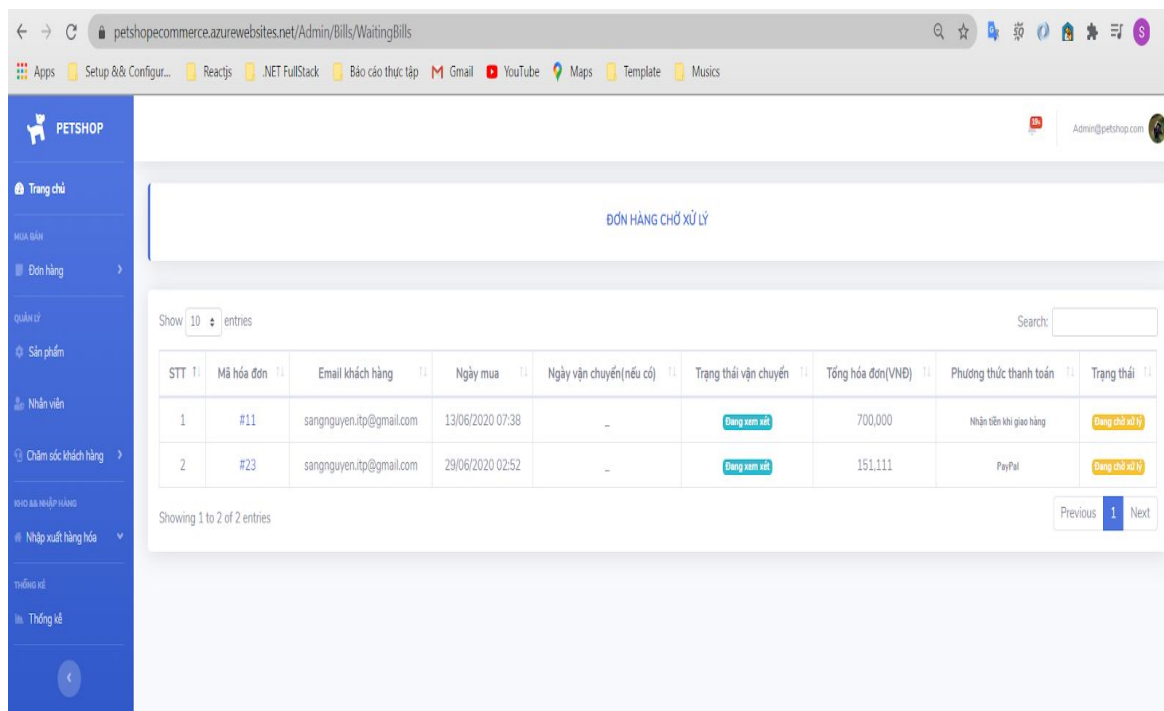 petshopecommerce.azurewebsites.net/Admin/Bills/WaitingBills
Apps Setup && Configur... Reactjs .NET FullStack Báo cáo thực tập Gmail YouTube Maps Template Musics
PETSHOP
Admin@petshop.com
Trang chủ
ĐƠN HÀNG CHỜ XỬ LÝ
MUA BÁN
Đơn hàng
QUẢN LÝ
Sản phẩm
Nhân viên
Chăm sóc khách hàng
KHO && NHẬP HÀNG
Nhập xuất hàng hóa
THỐNG KÊ
Thống kê
Show 10 entries
Search:
STT Mã hóa đơn Email khách hàng Ngày mua Ngày vận chuyển(nếu có) Trạng thái vận chuyển Tổng hóa đơn(VNĐ) Phương thức thanh toán Trạng thái
1 #11 sangnguyen.itp@gmail.com 13/06/2020 07:38 _ Đang xem xét 700,000 Nhận tiền khi giao hàng Đang chờ xử lý
2 #23 sangnguyen.itp@gmail.com 29/06/2020 02:52 _ Đang xem xét 151,111 PayPal Đang chờ xử lý
Showing 1 to 2 of 2 entries
Previous 1 Next